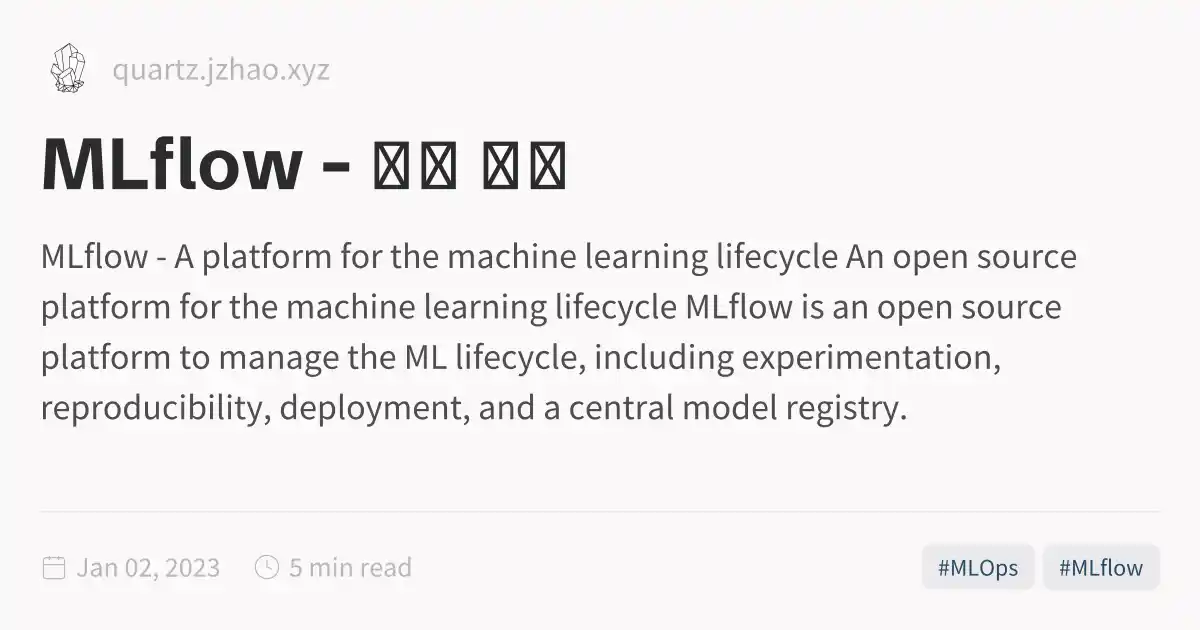 quartz.jzhao.xyz
MLflow -
MLflow - A platform for the machine learning lifecycle An open source
platform for the machine learning lifecycle MLflow is an open source
platform to manage the ML lifecycle, including experimentation,
reproducibility, deployment, and a central model registry.
Jan 02, 2023 5 min read #MLOps #MLflow